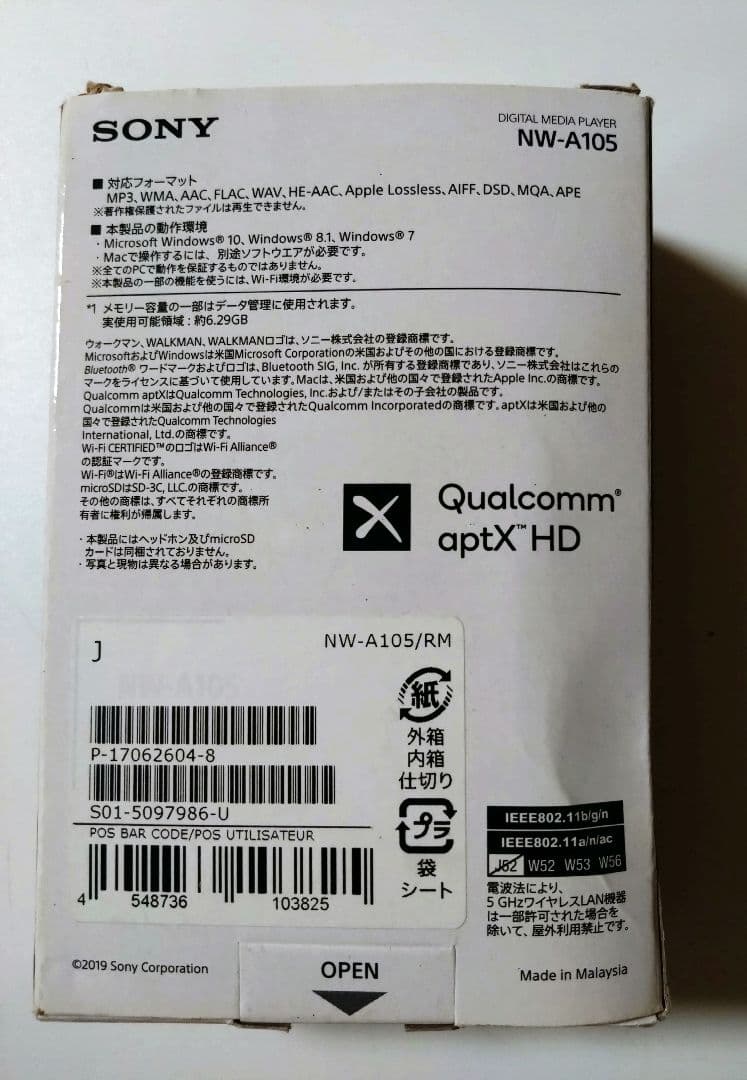 SONY
DIGITAL MEDIA PLAYER
NW-A105
■ 対応フォーマット
MP3、WMA、AAC、FLAC、WAV、HE-AAC、Apple Lossless、AIFF、DSD、MQA、APE
※著作権保護されたファイルは再生できません。
■ 本製品の動作環境
・Microsoft Windows® 10、Windows® 8.1、Windows® 7
・Macで操作するには、別途ソフトウエアが必要です。
※全てのPCで動作を保証するものではありません。
※本製品の一部の機能を使うには、Wi-Fi環境が必要です。
*1 メモリー容量の一部はデータ管理に使用されます。
実使用可能領域：約6.29GB
ウォークマン、WALKMAN、WALKMANロゴは、ソニー株式会社の登録商標です。
MicrosoftおよびWindowsは米国Microsoft Corporationの米国およびその他の国における登録商標です。
Bluetooth® ワードマークおよびロゴは、Bluetooth SIG, Inc. が所有する登録商標であり、ソニー株式会社はこれらの
マークをライセンスに基づいて使用しています。Macは、米国および他の国々で登録されたApple Inc.の商標です。
Qualcomm aptXはQualcomm Technologies, Inc.および/またはその子会社の製品です。
Qualcommは米国および他の国々で登録されたQualcomm Incorporatedの商標です。aptXは米国および他の
国々で登録されたQualcomm Technologies
International, Ltd.の商標です。
Wi-Fi CERTIFIED™のロゴはWi-Fi Alliance®
の認証マークです。
Wi-Fi®はWi-Fi Alliance®の登録商標です。
microSDはSD-3C, LLC.の商標です。
その他の商標は、すべてそれぞれの商標所
有者に権利が帰属します。
・本製品にはヘッドホン及びmicroSD
カードは同梱されておりません。
・写真と現物は異なる場合があります。
Qualcomm®
aptX™ HD
J
NW-A105/RM
P-17062604-8
S01-5097986-U
POS BAR CODE/POS UTILISATEUR
4 548736 103825
紙
外箱
内箱
仕切り
プラ
袋
シート
IEEE802.11b/g/n
IEEE802.11a/n/ac
J52 W52 W53 W56
電波法により、
5 GHzワイヤレスLAN機器
は一部許可された場合を
除いて、屋外利用禁止です。
©2019 Sony Corporation
OPEN
Made in Malaysia